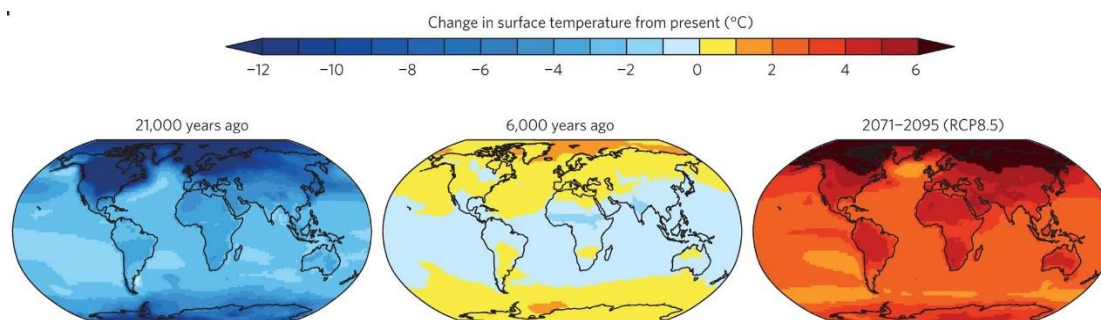 Change in surface temperature from present (°C)
−12 −10 −8 −6 −4 −2 0 2 4 6
21,000 years ago 6,000 years ago 2071–2095 (RCP8.5)